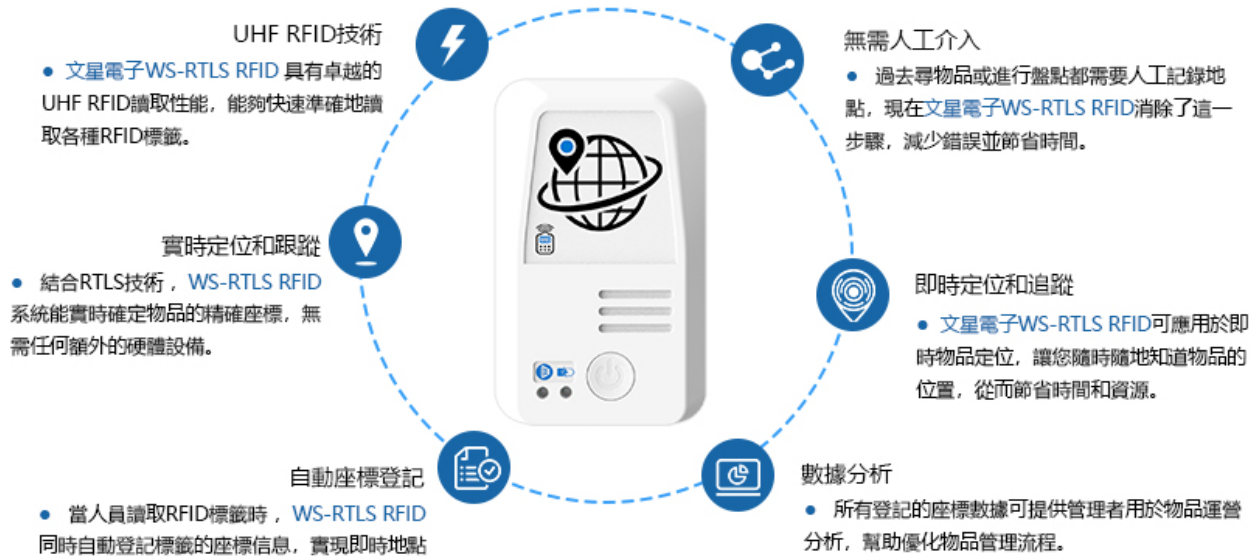 UHF RFID技術
● 文星電子WS-RTLS RFID 具有卓越的
UHF RFID讀取性能，能夠快速準確地讀
取各種RFID標籤。
實時定位和跟蹤
● 結合RTLS技術， WS-RTLS RFID
系統能實時確定物品的精確座標，無
需任何額外的硬體設備。
自動座標登記
● 當人員讀取RFID標籤時， WS-RTLS RFID
同時自動登記標籤的座標信息，實現即時地點
無需人工介入
● 過去尋物品或進行盤點都需要人工記錄地
點，現在文星電子WS-RTLS RFID消除了這一
步驟，減少錯誤並節省時間。
即時定位和追蹤
● 文星電子WS-RTLS RFID可應用於即
時物品定位，讓您隨時隨地知道物品的
位置，從而節省時間和資源。
數據分析
● 所有登記的座標數據可提供管理者用於物品運營
分析，幫助優化物品管理流程。